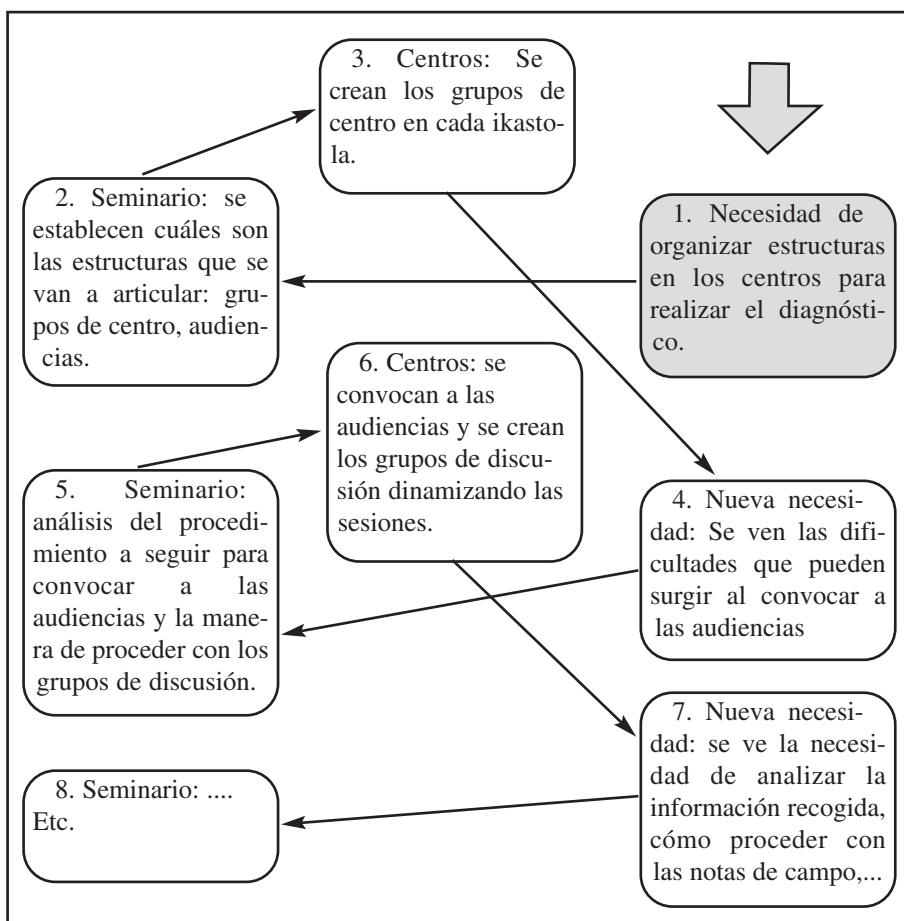 1. Necesidad de
organizar estructuras
en los centros para
realizar el diagnósti-
co.
2. Seminario: se
establecen cuáles son
las estructuras que se
van a articular: gru-
pos de centro, audien-
cias.
3. Centros: Se
crean los grupos de
centro en cada ikasto-
la.
4. Nueva necesi-
dad: Se ven las difi-
cultades que pueden
surgir al convocar a
las audiencias
5. Seminario:
análisis del procedi-
miento a seguir para
convocar a las
audiencias y la mane-
ra de proceder con los
grupos de discusión.
6. Centros: se
convocan a las
audiencias y se crean
los grupos de discu-
sión dinamizando las
sesiones.
7. Nueva necesi-
dad: se ve la necesi-
dad de analizar la
información recogida,
cómo proceder con
las notas de campo,...
8. Seminario: ....
Etc.